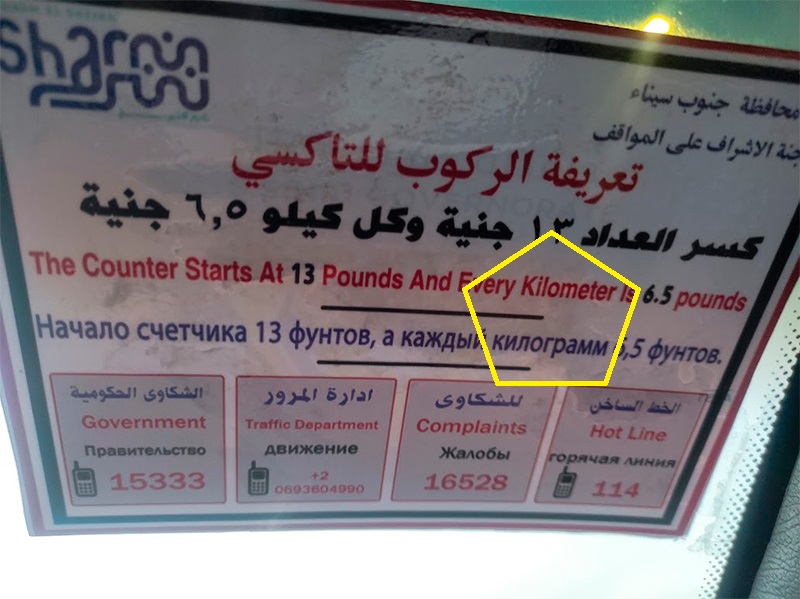 Sharm
محافظة جنوب سيناء
لجنة الاشراف على المواقف
تعريفة الركوب للتاكسي
كسر العداد ١٣ جنية وكل كيلو ٦,٥ جنية
The Counter Starts At 13 Pounds And Every Kilometer Is 6.5 pounds
Начало счетчика 13 фунтов, а каждый килограмм 6,5 фунтов.
الشكاوى الحكومية
Government
Правительство
15333
ادارة المرور
Traffic Department
движение
+2
0693604990
للشكاوى
Complaints
Жалобы
16528
الخط الساخن
Hot Line
горячая линия
114